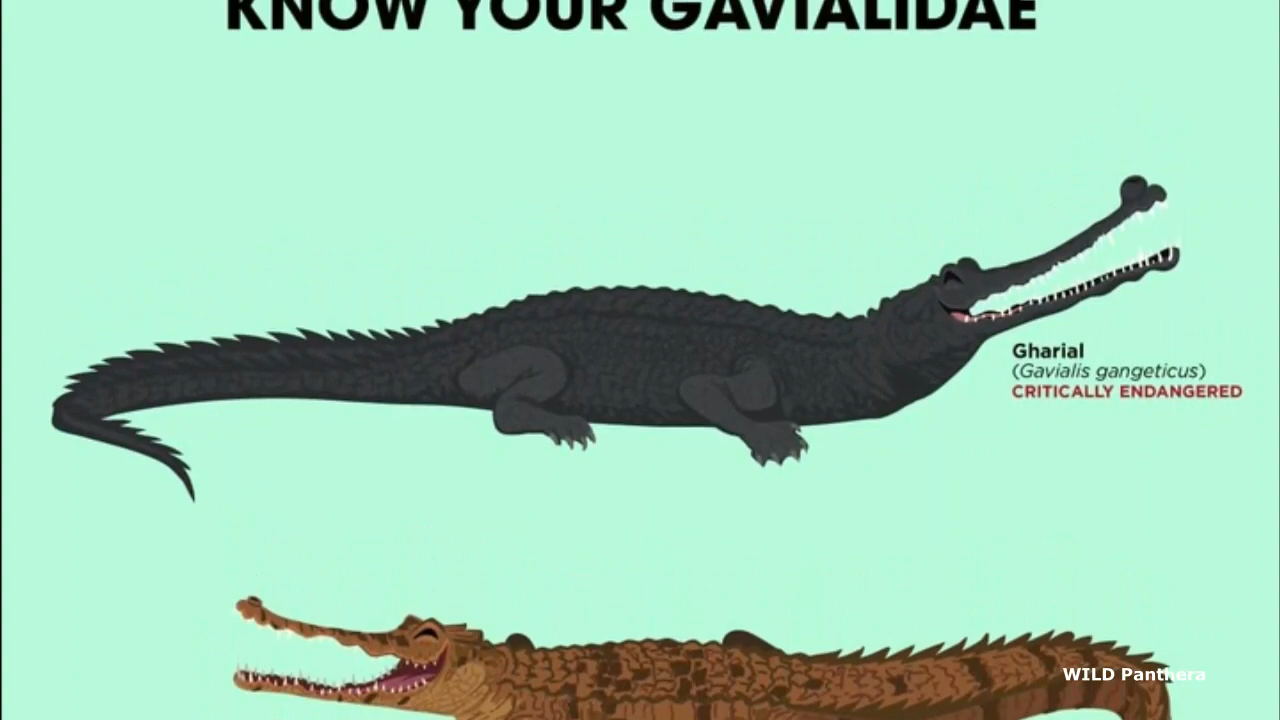 KNOW YOUR GAVIALIDAE
Gharial
(Gavialis gangeticus)
CRITICALLY ENDANGERED
WILD Panthera